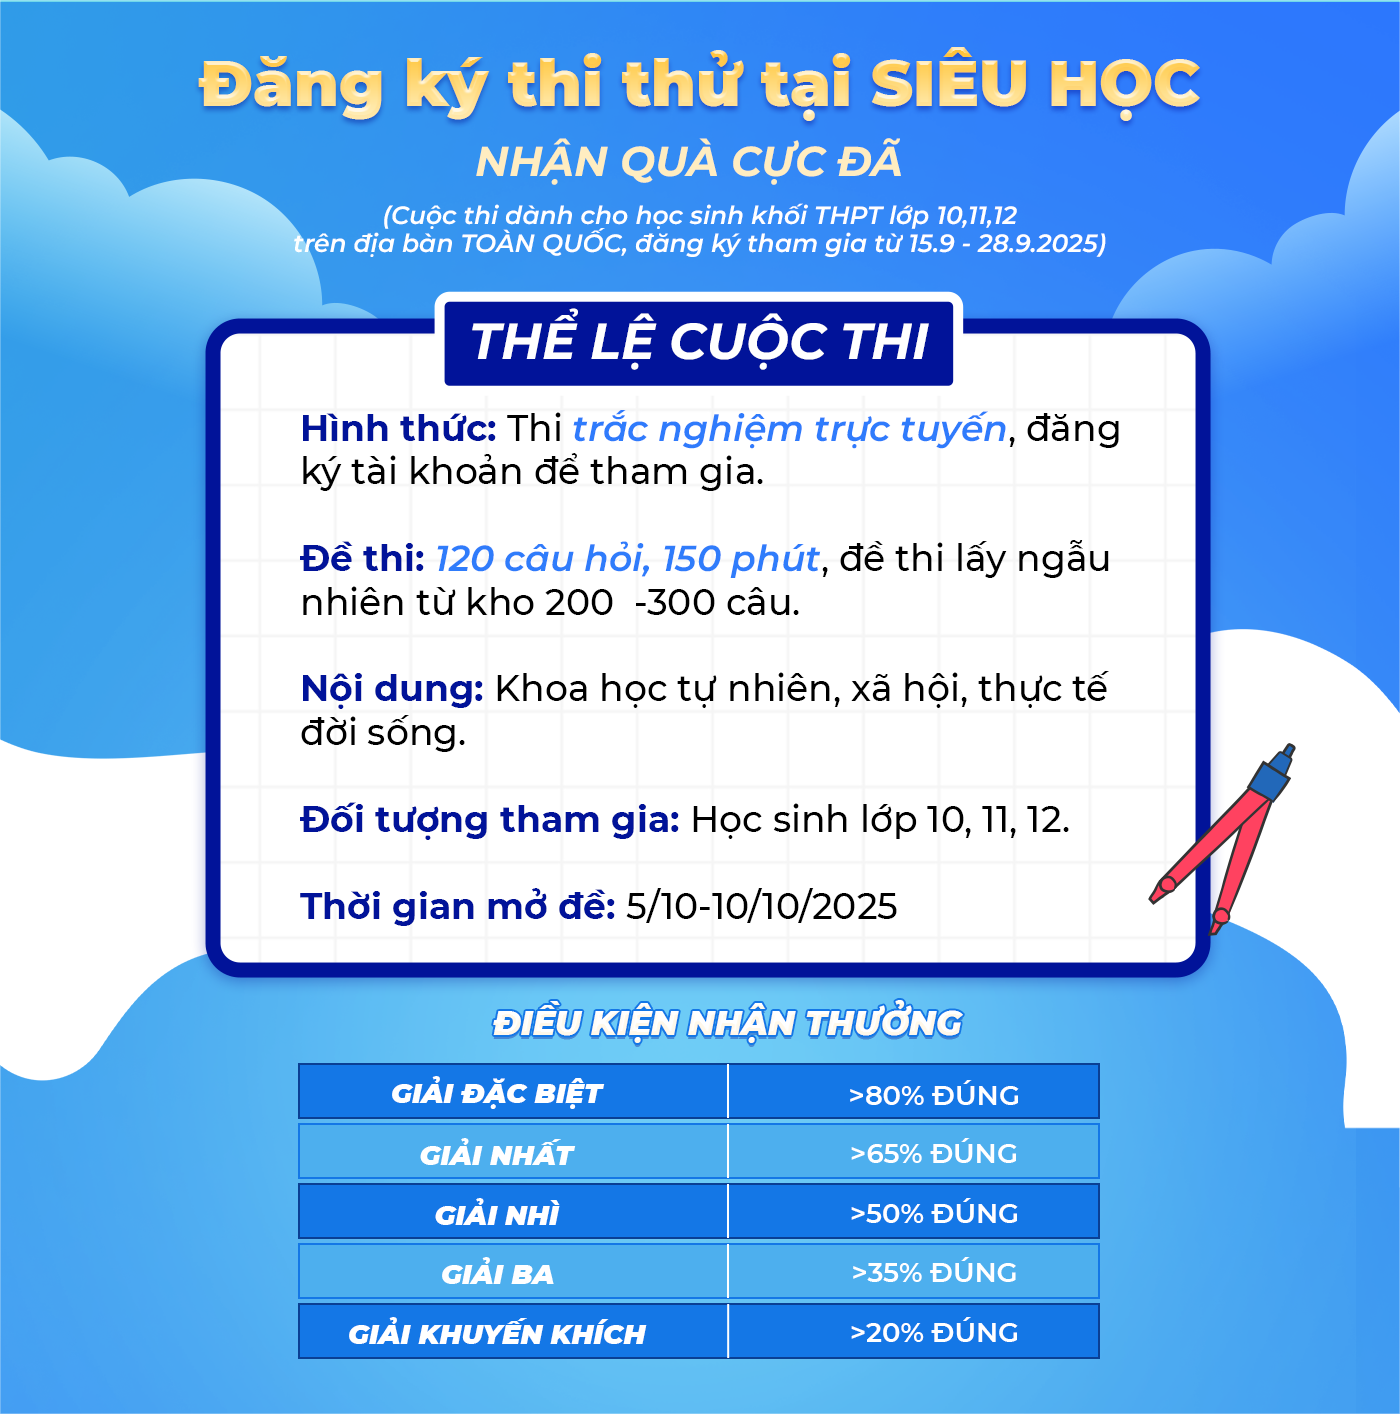 Đăng ký thi thử tại SIÊU HỌC
NHẬN QUÀ CỰC ĐÃ
(Cuộc thi dành cho học sinh khối THPT lớp 10,11,12
trên địa bàn TOÀN QUỐC, đăng ký tham gia từ 15.9 - 28.9.2025)
THỂ LỆ CUỘC THI
Hình thức: Thi trắc nghiệm trực tuyến, đăng
ký tài khoản để tham gia.
Đề thi: 120 câu hỏi, 150 phút, đề thi lấy ngẫu
nhiên từ kho 200  -300 câu.
Nội dung: Khoa học tự nhiên, xã hội, thực tế
đời sống.
Đối tượng tham gia: Học sinh lớp 10, 11, 12.
Thời gian mở đề: 5/10-10/10/2025
ĐIỀU KIỆN NHẬN THƯỞNG
GIẢI ĐẶC BIỆT >80% ĐÚNG
GIẢI NHẤT >65% ĐÚNG
GIẢI NHÌ >50% ĐÚNG
GIẢI BA >35% ĐÚNG
GIẢI KHUYẾN KHÍCH >20% ĐÚNG